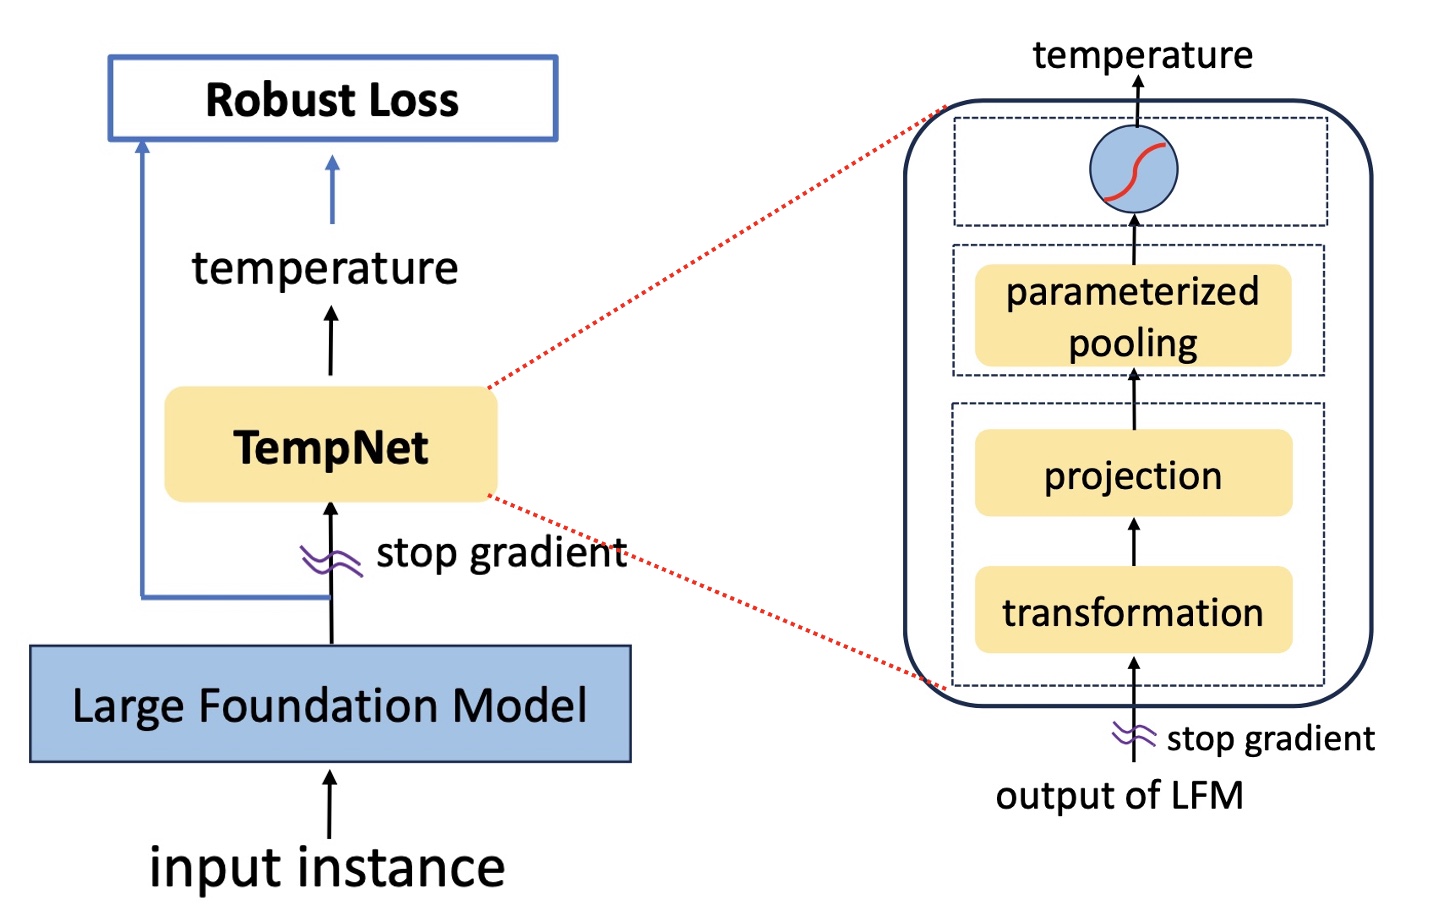 Robust Loss
temperature
TempNet
stop gradient
Large Foundation Model
input instance
temperature
parameterized
pooling
projection
transformation
stop gradient
output of LFM